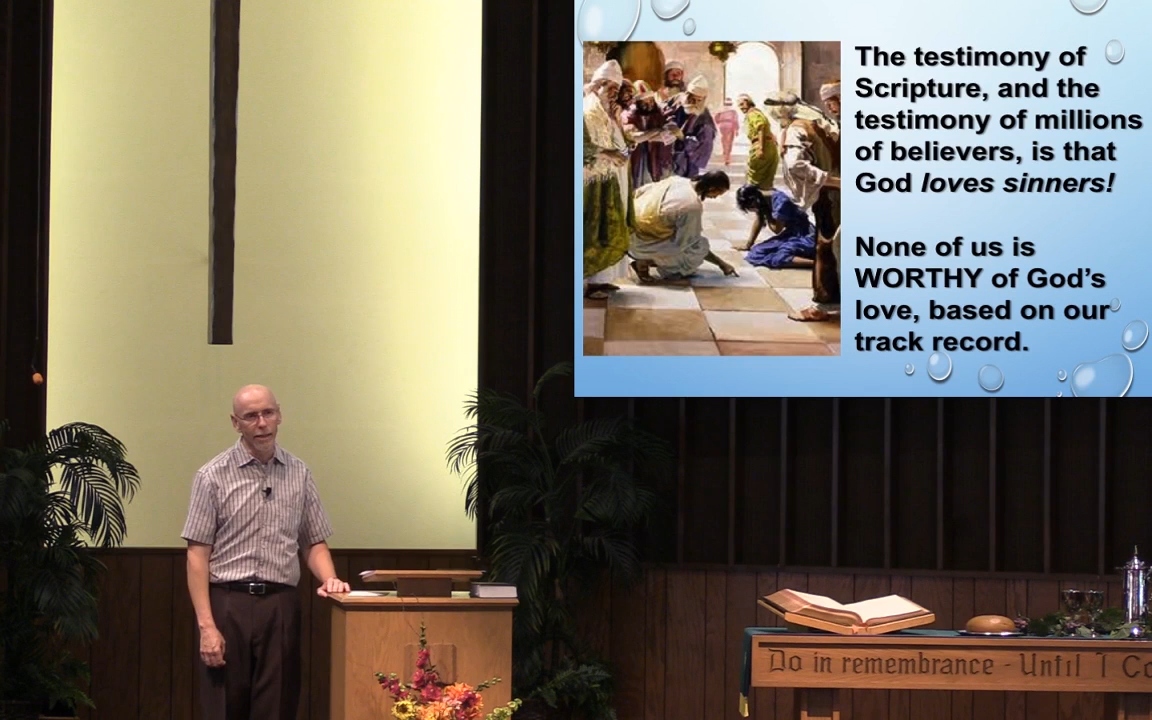 The testimony of
Scripture, and the
testimony of millions
of believers, is that
God loves sinners!
None of us is
WORTHY of God’s
love, based on our
track record.
Do in remembrance - Until I Co